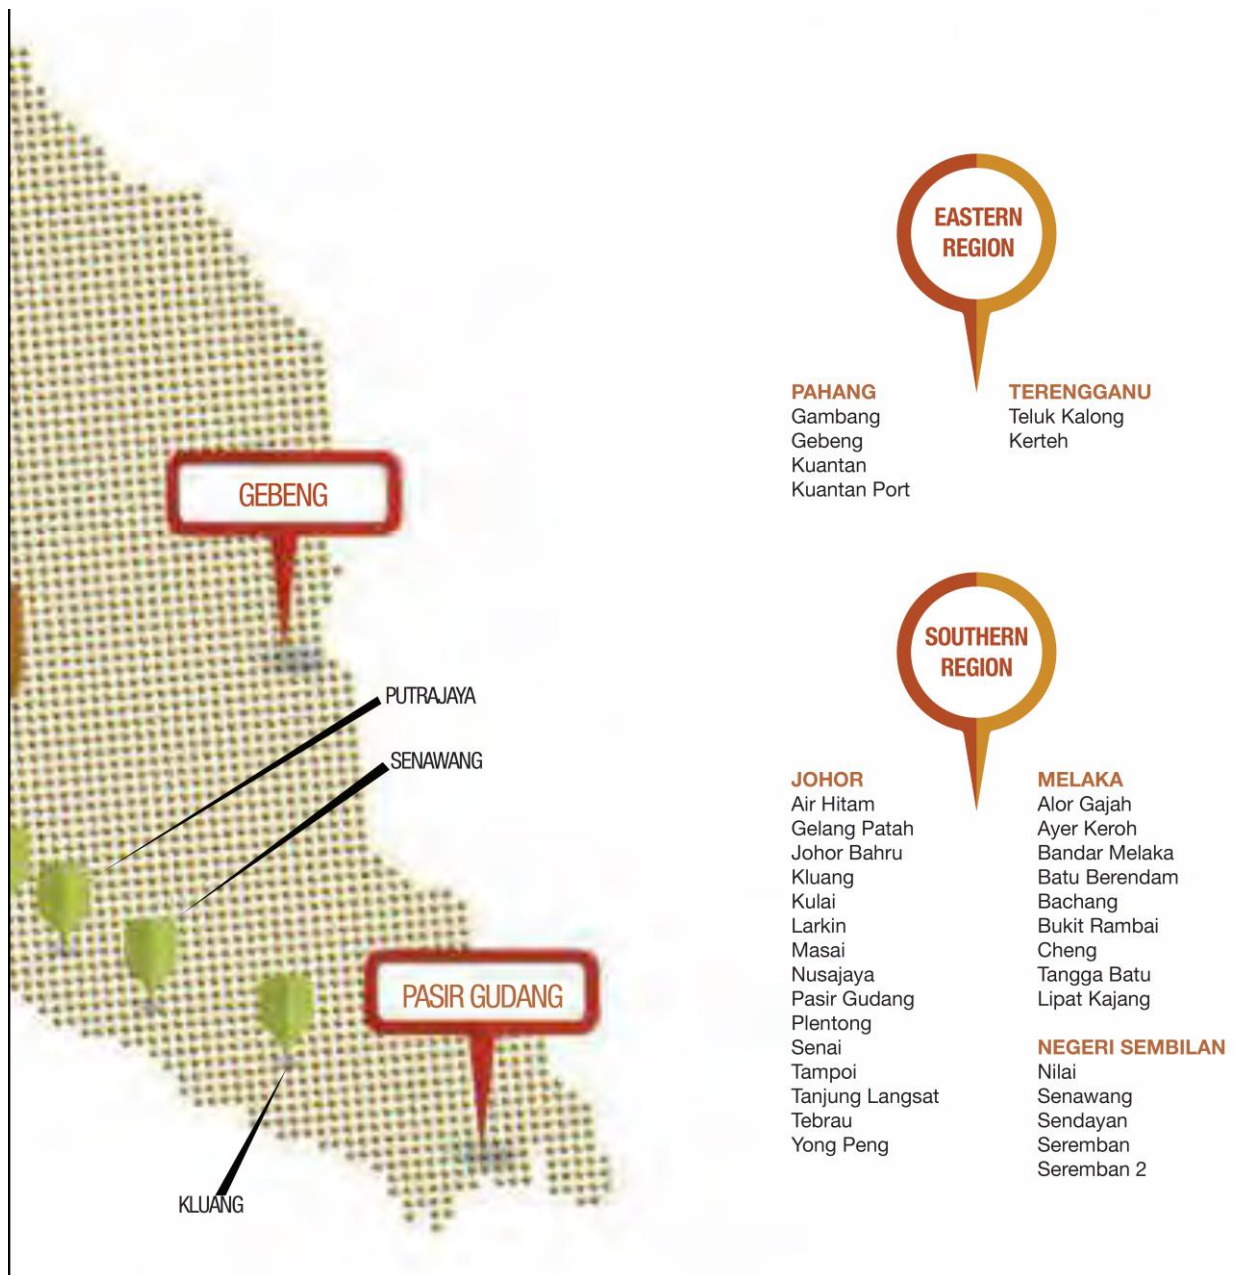 EASTERN
REGION
PAHANG
Gambang
Gebeng
Kuantan
Kuantan Port
TERENGGANU
Teluk Kalong
Kerteh
GEBENG
PUTRAJAYA
SENAWANG
PASIR GUDANG
KLUANG
SOUTHERN
REGION
JOHOR
Air Hitam
Gelang Patah
Johor Bahru
Kluang
Kulai
Larkin
Masai
Nusajaya
Pasir Gudang
Plentong
Senai
Tampoi
Tanjung Langsat
Tebrau
Yong Peng
MELAKA
Alor Gajah
Ayer Keroh
Bandar Melaka
Batu Berendam
Bachang
Bukit Rambai
Cheng
Tangga Batu
Lipat Kajang
NEGERI SEMBILAN
Nilai
Senawang
Sendayan
Seremban
Seremban 2